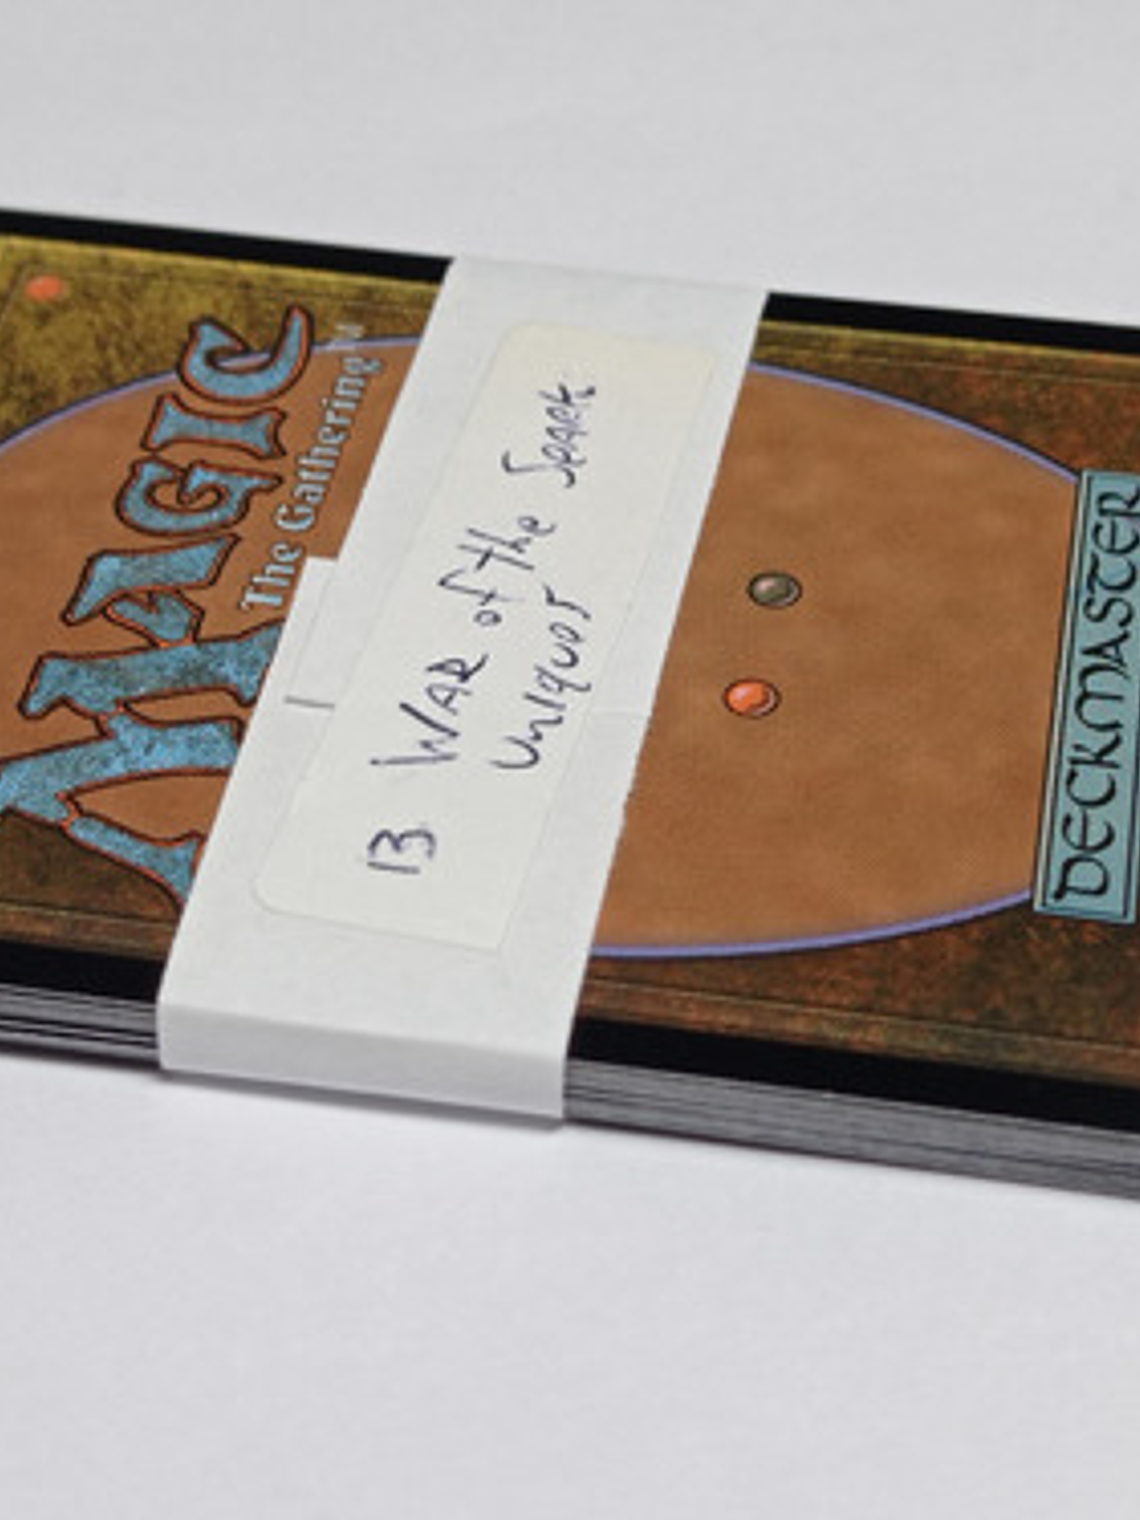 MAGIC
The Gathering
13 WAR of the Spark
Uniques
DECKMASTER